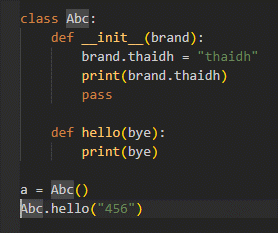 class Abc:
    def __init__(brand):
        brand.thaidh = "thaidh"
        print(brand.thaidh)
        pass

    def hello(bye):
        print(bye)

a = Abc()
Abc.hello("456")